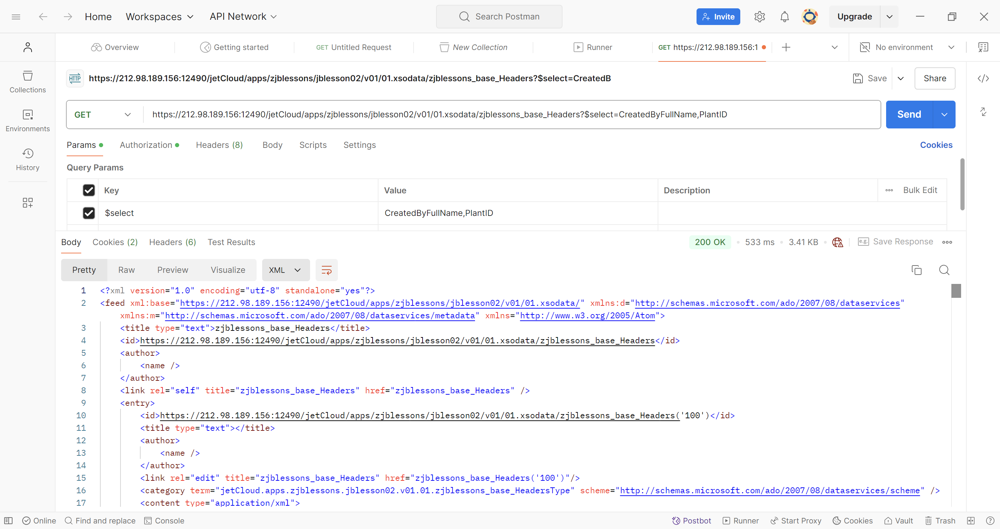 Home Workspaces API Network Search Postman Invite Upgrade
Overview Getting started GET Untitled Request New Collection Runner GET https://212.98.189.156:1 No environment
HTTP https://212.98.189.156:12490/jetCloud/apps/zjblessons/jblesson02/v01/01.xsodata/zjblessons_base_Headers?$select=CreatedB Save Share
Collections
Environments
History
GET https://212.98.189.156:12490/jetCloud/apps/zjblessons/jblesson02/v01/01.xsodata/zjblessons_base_Headers?$select=CreatedByFullName,PlantID Send
Params Authorization Headers (8) Body Scripts Settings Cookies
Query Params
Key Value Description Bulk Edit
$select CreatedByFullName,PlantID
Body Cookies (2) Headers (6) Test Results 200 OK 533 ms 3.41 KB e.g. Save Response
Pretty Raw Preview Visualize XML
1 <?xml version="1.0" encoding="utf-8" standalone="yes"?>
2 <feed xml:base="https://212.98.189.156:12490/jetCloud/apps/zjblessons/jblesson02/v01/01.xsodata/" xmlns:d="http://schemas.microsoft.com/ado/2007/08/dataservices"
xmlns:m="http://schemas.microsoft.com/ado/2007/08/dataservices/metadata" xmlns="http://www.w3.org/2005/Atom">
3 <title type="text">zjblessons_base_Headers</title>
4 <id>https://212.98.189.156:12490/jetCloud/apps/zjblessons/jblesson02/v01/01.xsodata/zjblessons_base_Headers</id>
5 <author>
6 <name />
7 </author>
8 <link rel="self" title="zjblessons_base_Headers" href="zjblessons_base_Headers" />
9 <entry>
10 <id>https://212.98.189.156:12490/jetCloud/apps/zjblessons/jblesson02/v01/01.xsodata/zjblessons_base_Headers('100')</id>
11 <title type="text"></title>
12 <author>
13 <name />
14 </author>
15 <link rel="edit" title="zjblessons_base_Headers" href="zjblessons_base_Headers('100')"/>
16 <category term="jetCloud.apps.zjblessons.jblesson02.v01.01.zjblessons_base_HeadersType" scheme="http://schemas.microsoft.com/ado/2007/08/dataservices/scheme" />
17 <content type="application/xml">
Online Find and replace Console Postbot Runner Start Proxy Cookies Vault Trash